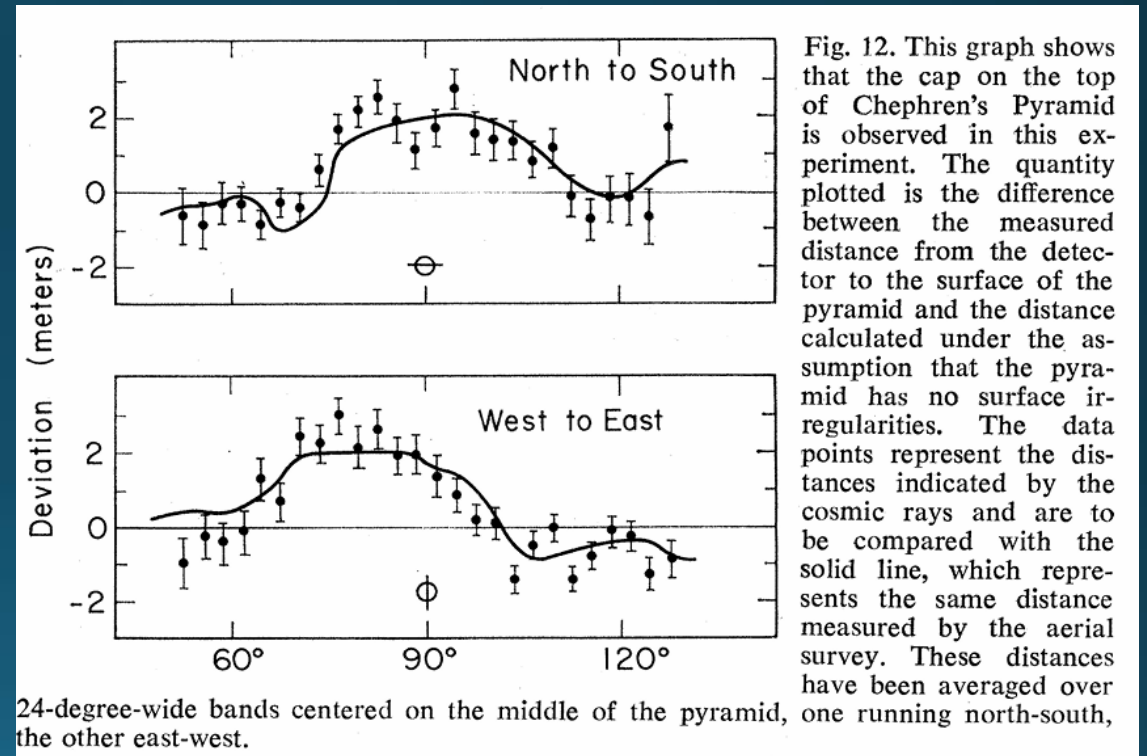 North to South
2
0
-2
Deviation (meters)
West to East
2
0
-2
60° 90° 120°
Fig. 12. This graph shows
that the cap on the top
of Chephren's Pyramid
is observed in this ex-
periment. The quantity
plotted is the difference
between the measured
distance from the detec-
tor to the surface of the
pyramid and the distance
calculated under the as-
sumption that the pyra-
mid has no surface ir-
regularities. The data
points represent the dis-
tances indicated by the
cosmic rays and are to
be compared with the
solid line, which repre-
sents the same distance
measured by the aerial
survey. These distances
have been averaged over
24-degree-wide bands centered on the middle of the pyramid, one running north-south,
the other east-west.